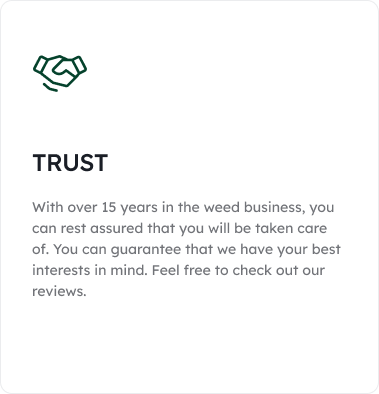 TRUST
With over 15 years in the weed business, you
can rest assured that you will be taken care
of. You can guarantee that we have your best
interests in mind. Feel free to check out our
reviews.